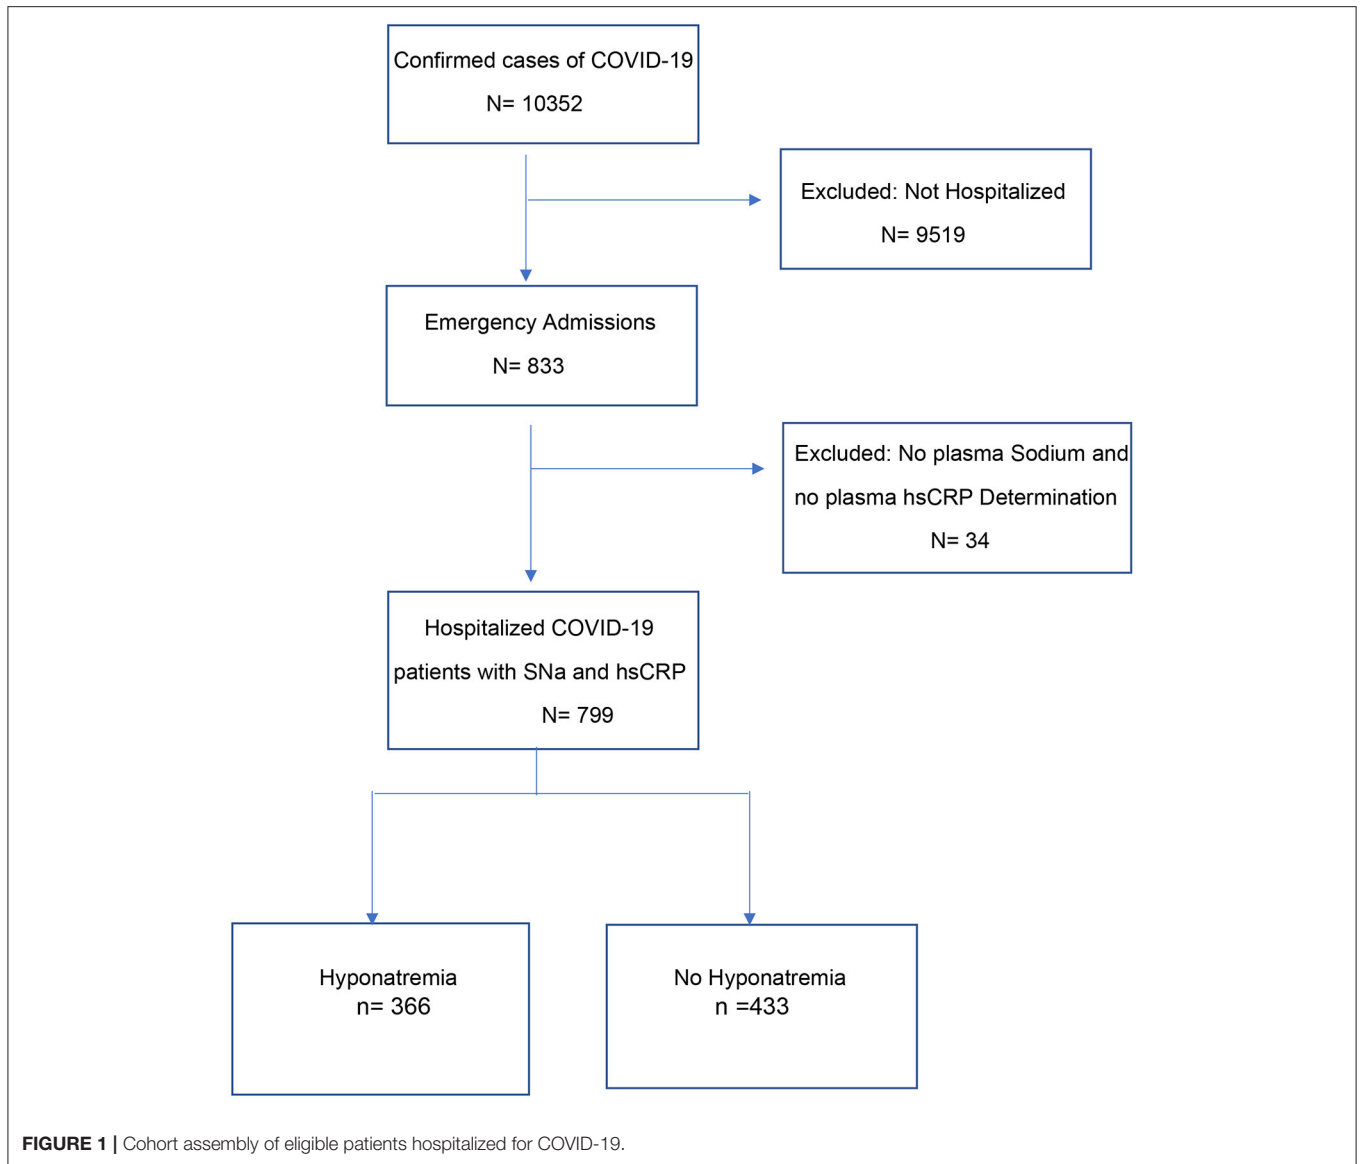 Confirmed cases of COVID-19
N= 10352
Excluded: Not Hospitalized
N= 9519
Emergency Admissions
N= 833
Excluded: No plasma Sodium and
no plasma hsCRP Determination
N= 34
Hospitalized COVID-19
patients with SNa and hsCRP
N= 799
Hyponatremia
n= 366
No Hyponatremia
n =433
FIGURE 1 | Cohort assembly of eligible patients hospitalized for COVID-19.